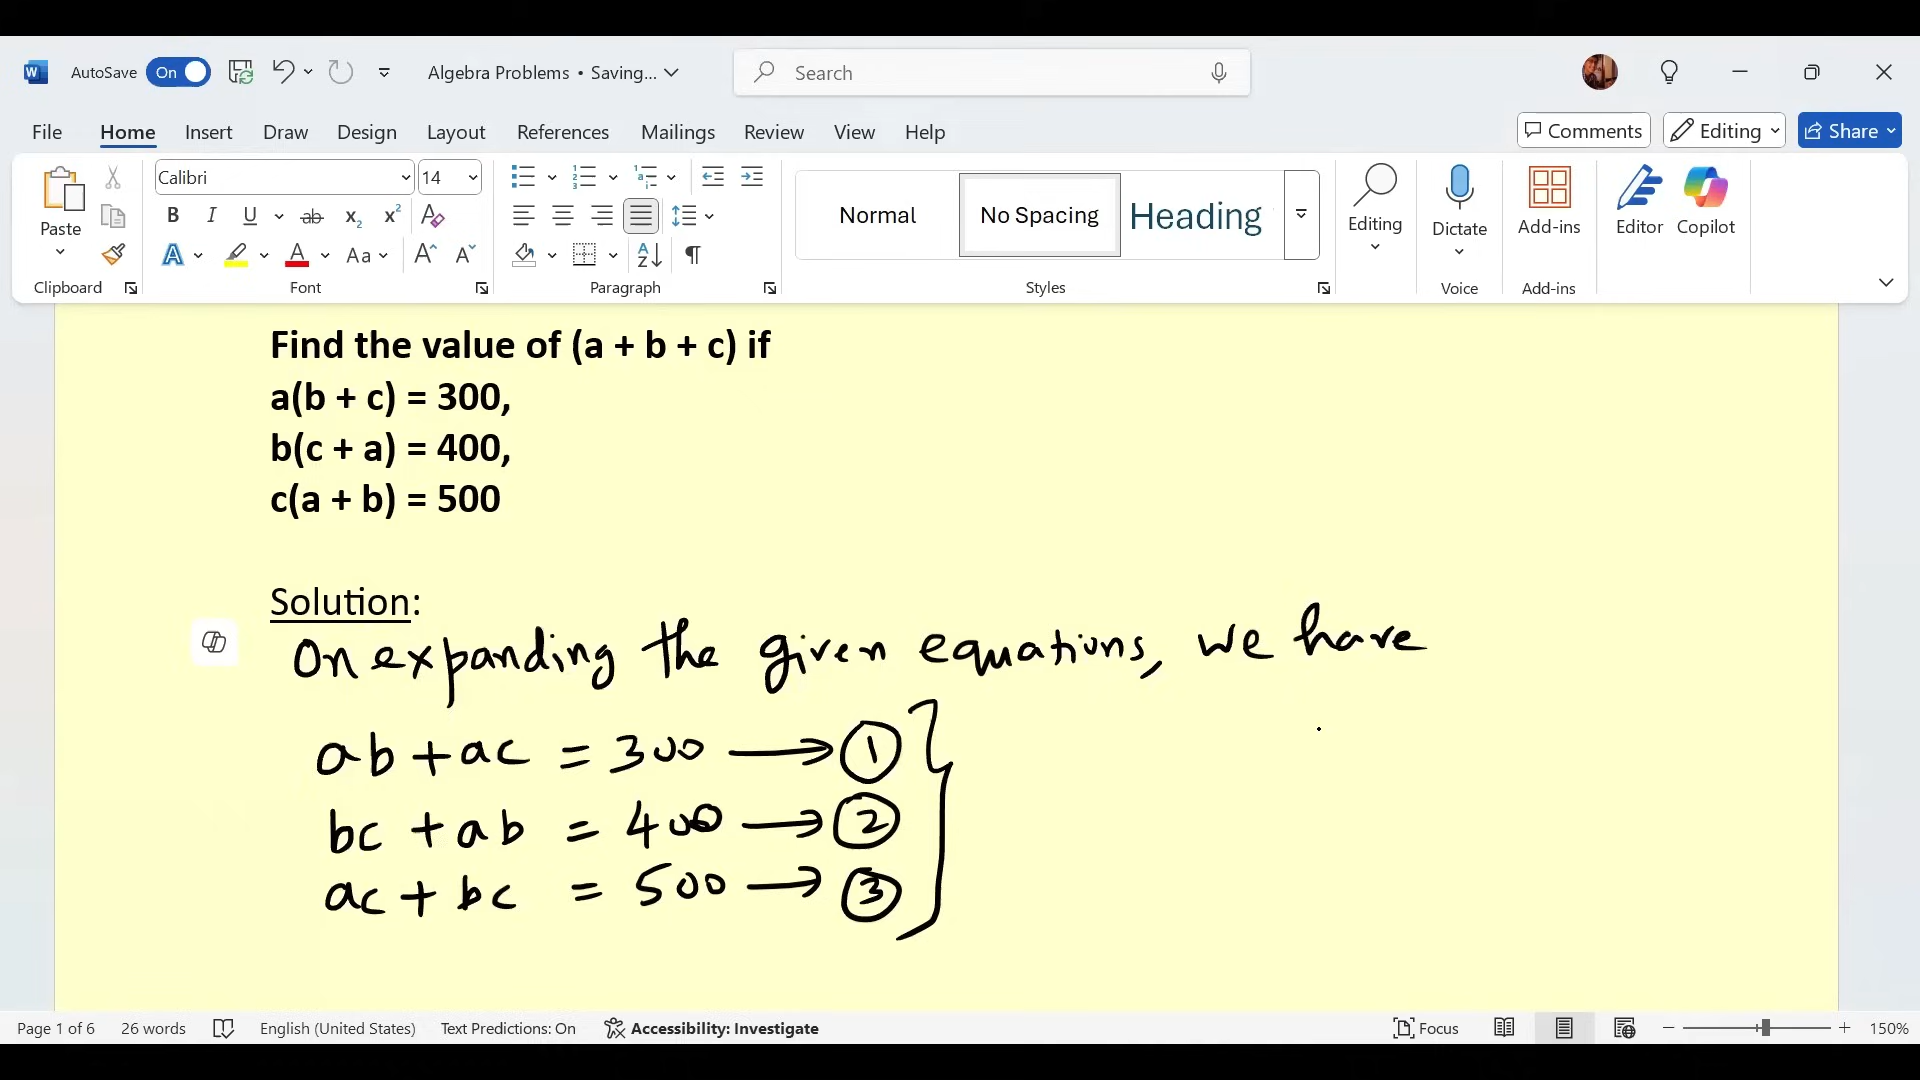 AutoSave On Algebra Problems • Saving... Search
File Home Insert Draw Design Layout References Mailings Review View Help Comments Editing Share
Calibri 14
Paste
B I U ab x₂ x² A
A A Aa A A A Z ¶
Normal No Spacing Heading
Editing Dictate Add-ins Editor Copilot
Clipboard Font Paragraph Styles Voice Add-ins
Find the value of (a + b + c) if
a(b + c) = 300,
b(c + a) = 400,
c(a + b) = 500
Solution:
On expanding the given equations, we have
ab + ac = 300 ⟶ ①
bc + ab = 400 ⟶ ②
ac + bc = 500 ⟶ ③
Page 1 of 6 26 words English (United States) Text Predictions: On Accessibility: Investigate Focus 150%